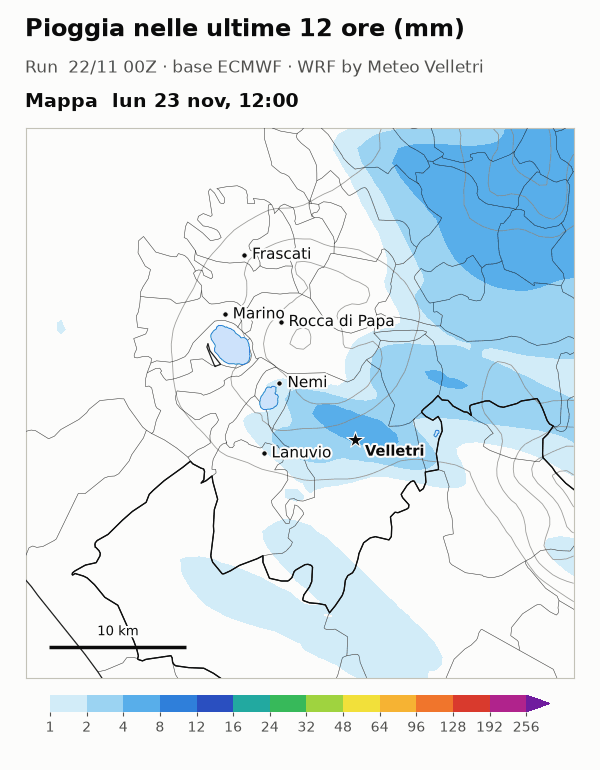 Pioggia nelle ultime 12 ore (mm)
Run  22/11 00Z · base ECMWF · WRF by Meteo Velletri
Mappa  lun 23 nov, 12:00
Frascati
Marino
Rocca di Papa
Nemi
Velletri
Lanuvio
10 km
1 2 4 8 12 16 24 32 48 64 96 128 192 256